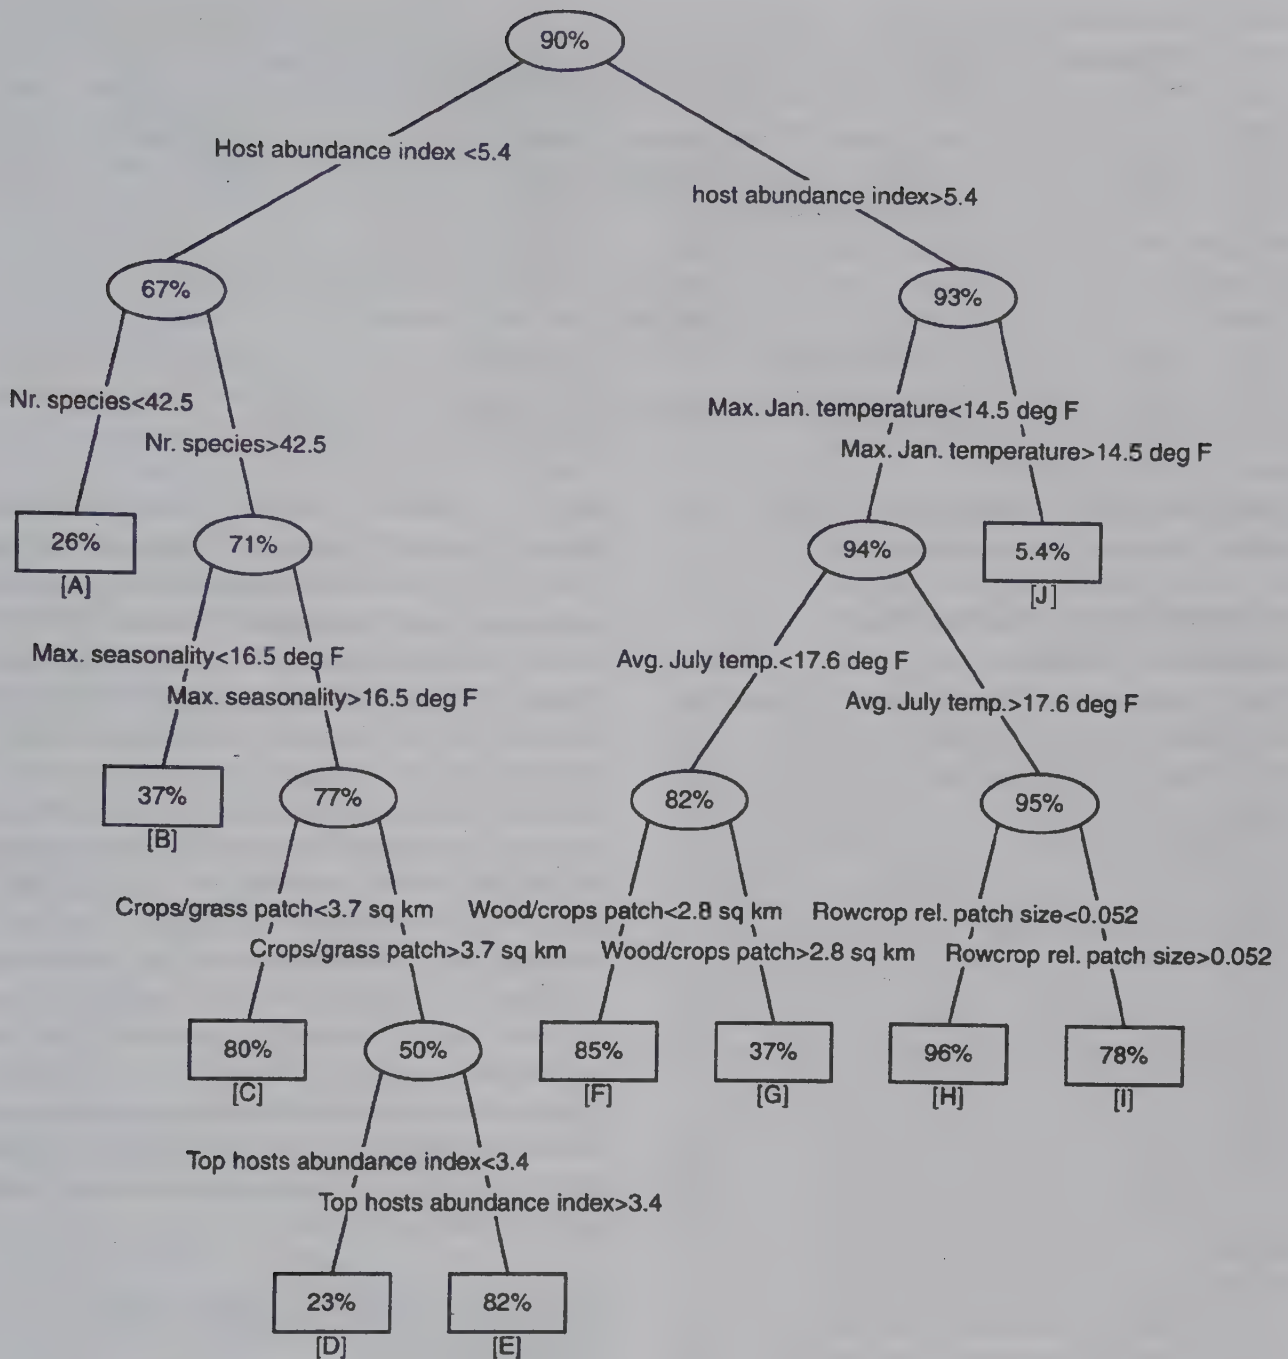 90%
Host abundance index <5.4
host abundance index>5.4
67%
93%
Nr. species<42.5
Max. Jan. temperature<14.5 deg F
Nr. species>42.5
Max. Jan. temperature>14.5 deg F
26%
71%
94%
5.4%
[A]
[J]
Max. seasonality<16.5 deg F
Avg. July temp.<17.6 deg F
Max. seasonality>16.5 deg F
Avg. July temp.>17.6 deg F
37%
77%
82%
95%
[B]
Crops/grass patch<3.7 sq km
Wood/crops patch<2.8 sq km
Rowcrop rel. patch size<0.052
Crops/grass patch>3.7 sq km
Wood/crops patch>2.8 sq km
Rowcrop rel. patch size>0.052
80%
50%
85%
37%
96%
78%
[C]
[F]
[G]
[H]
[I]
Top hosts abundance index<3.4
Top hosts abundance index>3.4
23%
82%
[D]
[E]